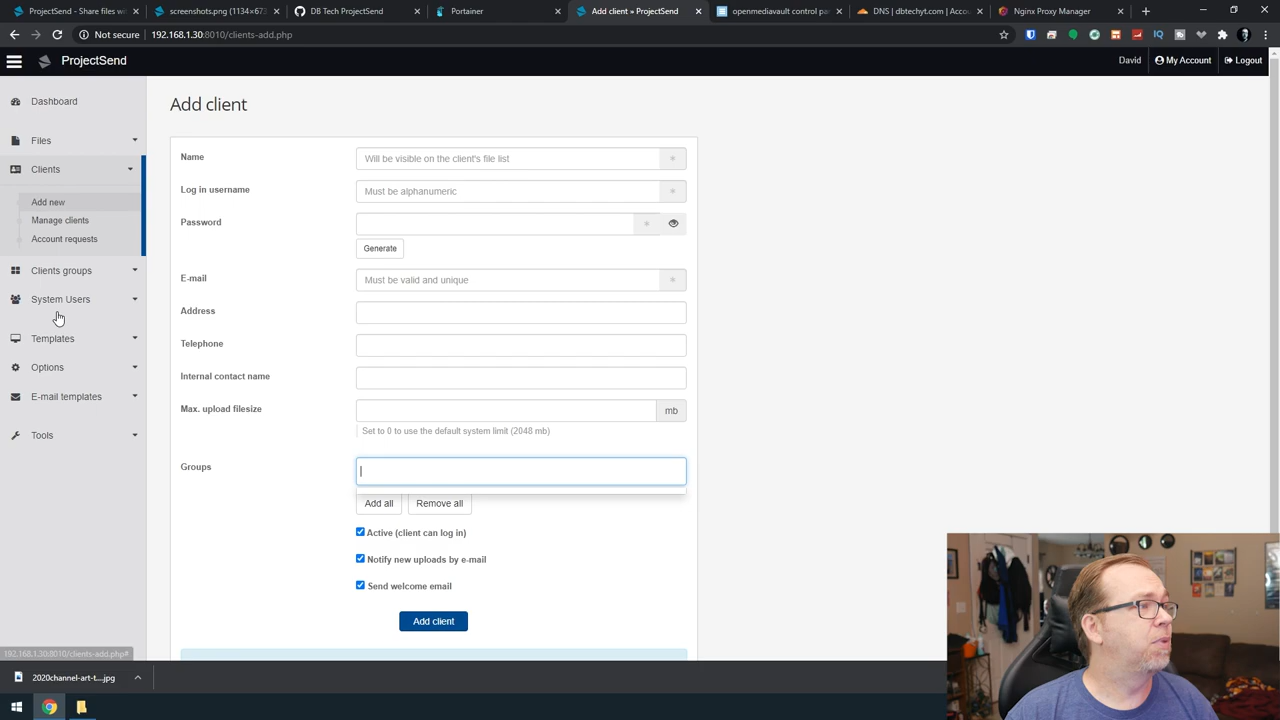 ProjectSend - Share files wi
screenshots.png (1134×673
DB Tech ProjectSend
Portainer
Add client » ProjectSend
openmediavault control pa
DNS | dbtechyt.com | Accou
Nginx Proxy Manager
Not secure
192.168.1.30:8010/clients-add.php
ProjectSend
David
My Account
Logout
Dashboard
Files
Clients
Add new
Manage clients
Account requests
Clients groups
System Users
Templates
Options
E-mail templates
Tools
Add client
Name
Will be visible on the client's file list
Log in username
Must be alphanumeric
Password
Generate
E-mail
Must be valid and unique
Address
Telephone
Internal contact name
Max. upload filesize
mb
Set to 0 to use the default system limit (2048 mb)
Groups
Add all
Remove all
Active (client can log in)
Notify new uploads by e-mail
Send welcome email
Add client
192.168.1.30:8010/clients-add.php#
2020channel-art-t....jpg